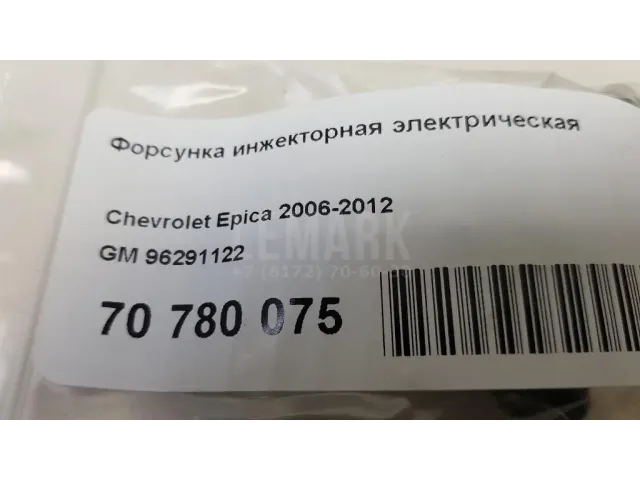 Форсунка инжекторная электрическая
Chevrolet Epica 2006-2012
GM 96291122
70 780 075